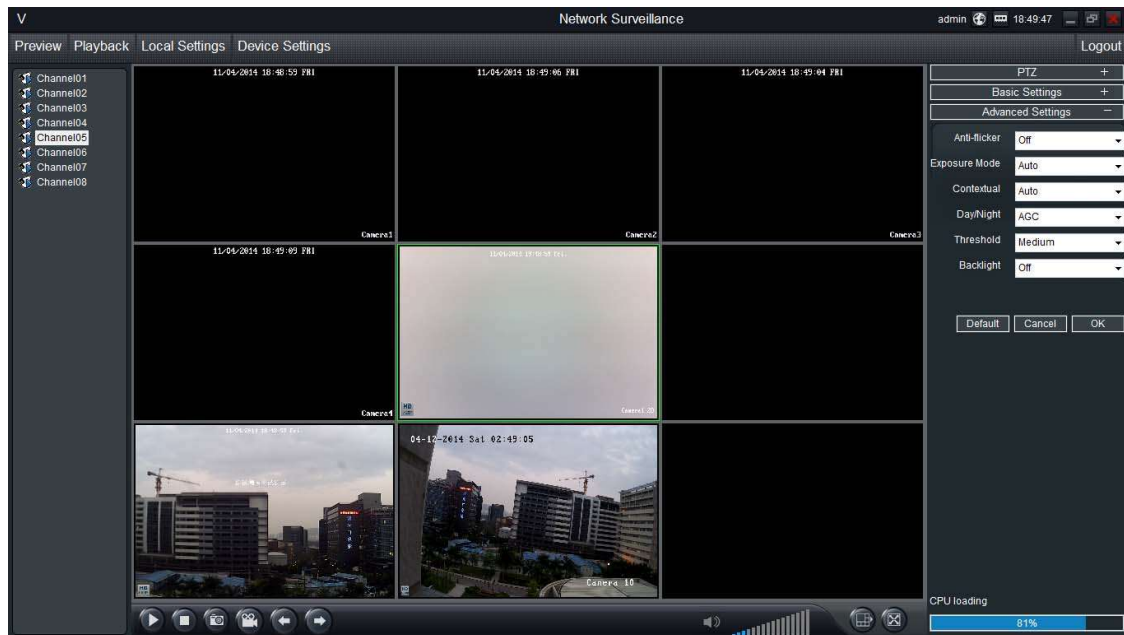 V
Network Surveillance
admin 18:49:47
Preview Playback Local Settings Device Settings
Logout
Channel01
Channel02
Channel03
Channel04
Channel05
Channel06
Channel07
Channel08
11/04/2014 18:48:59 FRI
Camera1
11/04/2014 18:49:06 FRI
Camera2
11/04/2014 18:49:04 FRI
Camera3
11/04/2014 18:49:09 FRI
Camera4
04-12-2014 Sat 02:49:05
Camera 10
PTZ +
Basic Settings +
Advanced Settings −
Anti-flicker Off
Exposure Mode Auto
Contextual Auto
Day/Night AGC
Threshold Medium
Backlight Off
Default Cancel OK
CPU loading
81%